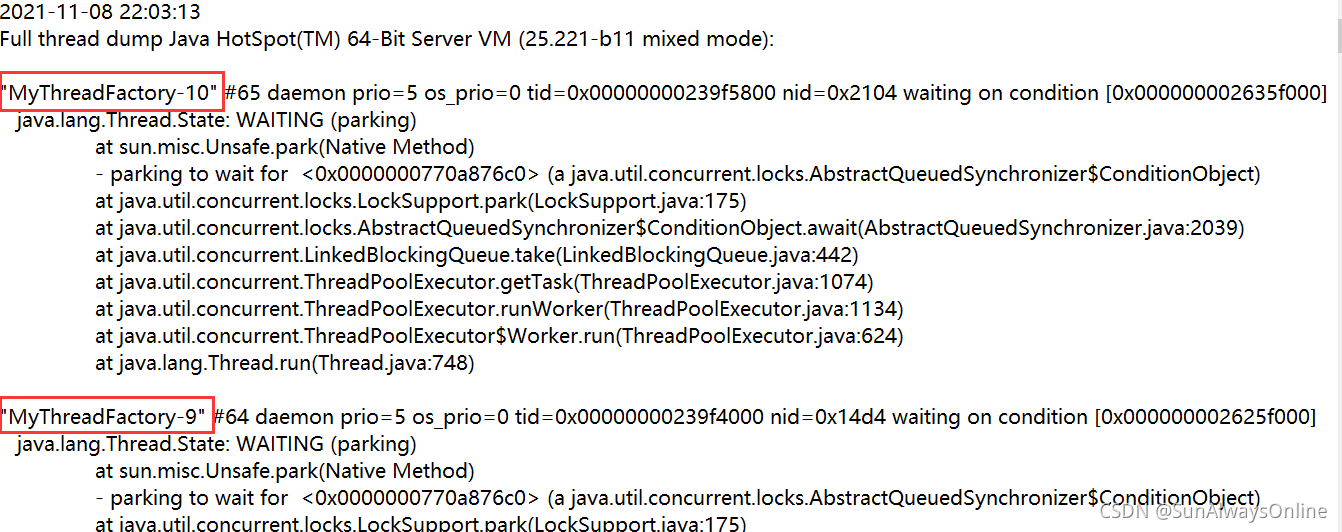 2021-11-08 22:03:13
Full thread dump Java HotSpot(TM) 64-Bit Server VM (25.221-b11 mixed mode):
"MyThreadFactory-10" #65 daemon prio=5 os_prio=0 tid=0x00000000239f5800 nid=0x2104 waiting on condition [0x000000002635f000]
java.lang.Thread.State: WAITING (parking)
at sun.misc.Unsafe.park(Native Method)
- parking to wait for  <0x0000000770a876c0> (a java.util.concurrent.locks.AbstractQueuedSynchronizer$ConditionObject)
at java.util.concurrent.locks.LockSupport.park(LockSupport.java:175)
at java.util.concurrent.locks.AbstractQueuedSynchronizer$ConditionObject.await(AbstractQueuedSynchronizer.java:2039)
at java.util.concurrent.LinkedBlockingQueue.take(LinkedBlockingQueue.java:442)
at java.util.concurrent.ThreadPoolExecutor.getTask(ThreadPoolExecutor.java:1074)
at java.util.concurrent.ThreadPoolExecutor.runWorker(ThreadPoolExecutor.java:1134)
at java.util.concurrent.ThreadPoolExecutor$Worker.run(ThreadPoolExecutor.java:624)
at java.lang.Thread.run(Thread.java:748)
"MyThreadFactory-9" #64 daemon prio=5 os_prio=0 tid=0x00000000239f4000 nid=0x14d4 waiting on condition [0x000000002625f000]
java.lang.Thread.State: WAITING (parking)
at sun.misc.Unsafe.park(Native Method)
- parking to wait for  <0x0000000770a876c0> (a java.util.concurrent.locks.AbstractQueuedSynchronizer$ConditionObject)
at java.util.concurrent.locks.LockSupport.park(LockSupport.java:175)
CSDN @SunAlwaysOnline